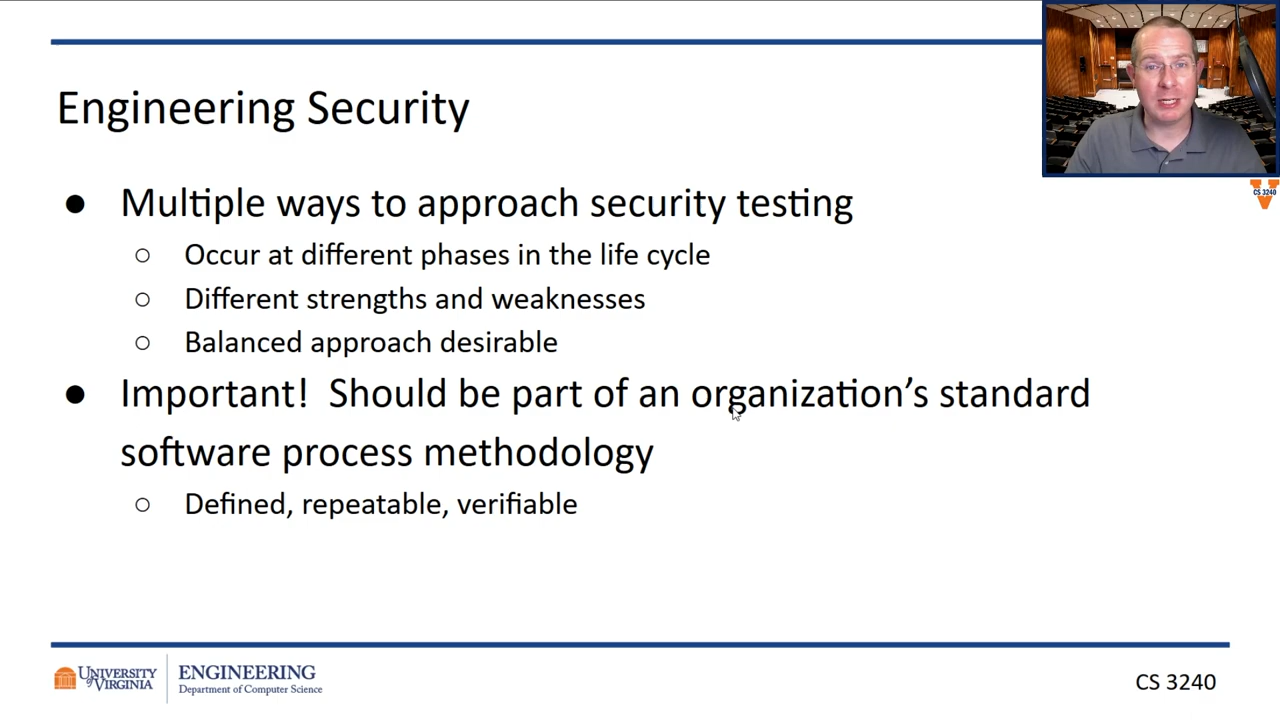 Engineering Security
CS 3240
● Multiple ways to approach security testing
○ Occur at different phases in the life cycle
○ Different strengths and weaknesses
○ Balanced approach desirable
● Important!  Should be part of an organization’s standard
software process methodology
○ Defined, repeatable, verifiable
UNIVERSITY
of VIRGINIA
ENGINEERING
Department of Computer Science
CS 3240